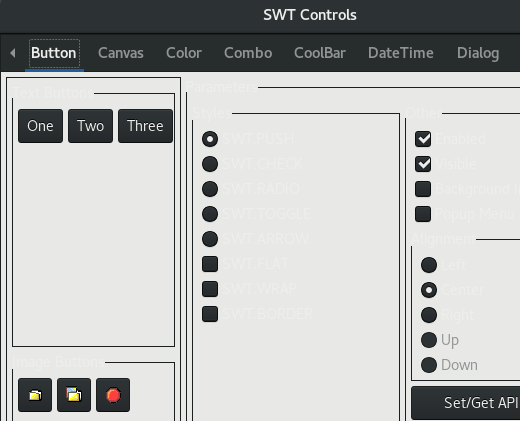 SWT Controls
Button Canvas Color Combo CoolBar DateTime Dialog
Text Buttons
One Two Three
Image Buttons
Parameters
Styles
SWT.PUSH
SWT.CHECK
SWT.RADIO
SWT.TOGGLE
SWT.ARROW
SWT.FLAT
SWT.WRAP
SWT.BORDER
Other
Enabled
Visible
Background I
Popup Menu
Alignment
Left
Center
Right
Up
Down
Set/Get API